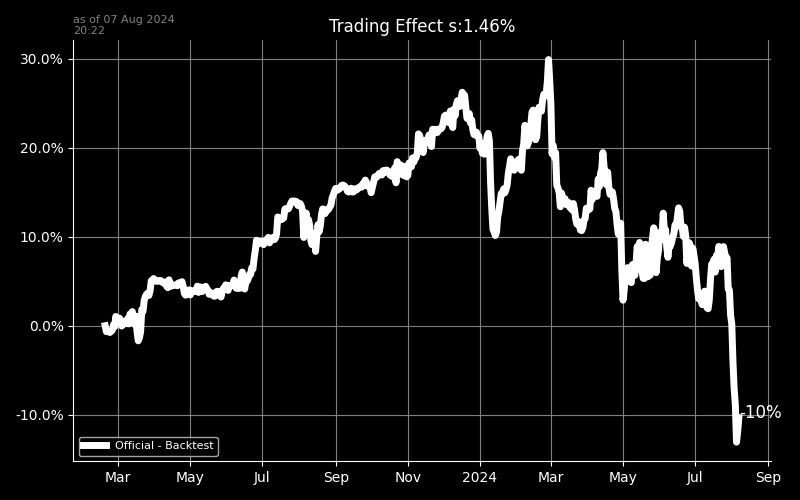 as of 07 Aug 2024
20:22
Trading Effect s:1.46%
30.0%
20.0%
10.0%
0.0%
-10.0%
-10%
Official - Backtest
Mar
May
Jul
Sep
Nov
2024
Mar
May
Jul
Sep